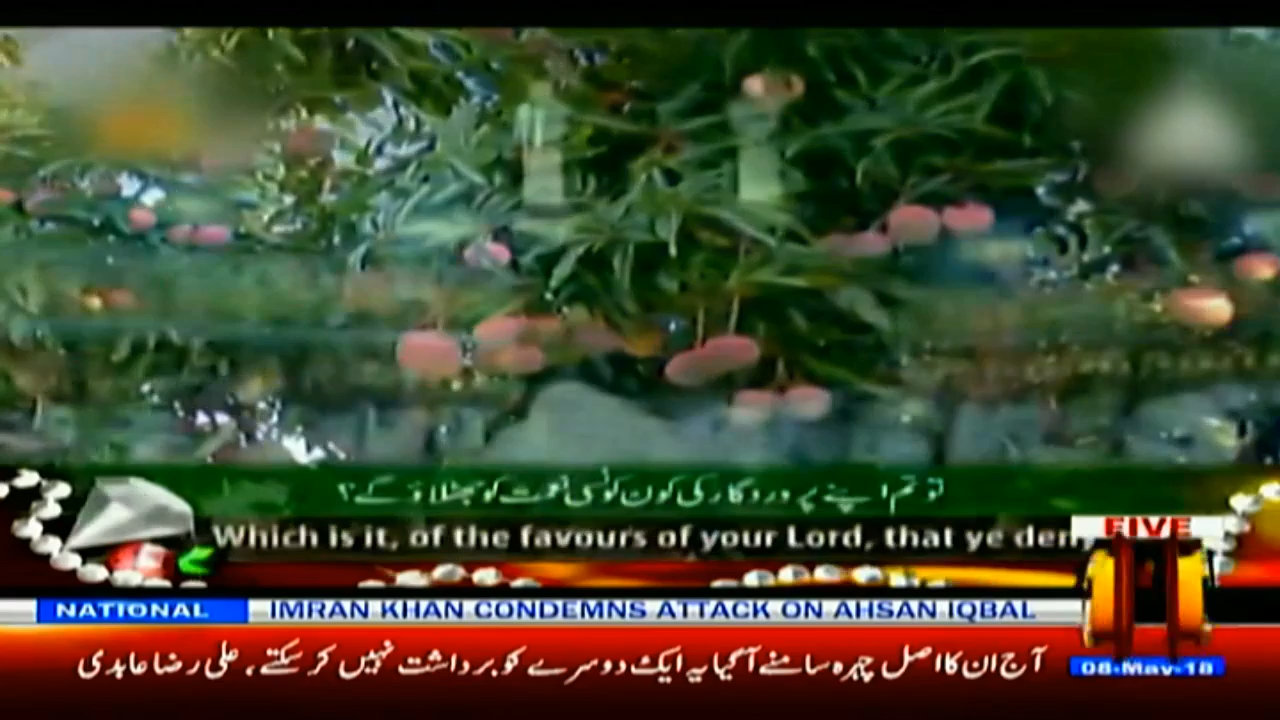 تو تم اپنے پروردگار کی کون کونسی نعمت کو جھٹلاؤ گے؟
Which is it, of the favours of your Lord, that ye deny
FIVE
NATIONAL IMRAN KHAN CONDEMNS ATTACK ON AHSAN IQBAL
آج ان کا اصل چہرہ سامنے آگیا یہ ایک دوسرے کو برداشت نہیں کر سکتے، علی رضا عابدی
08-May-18